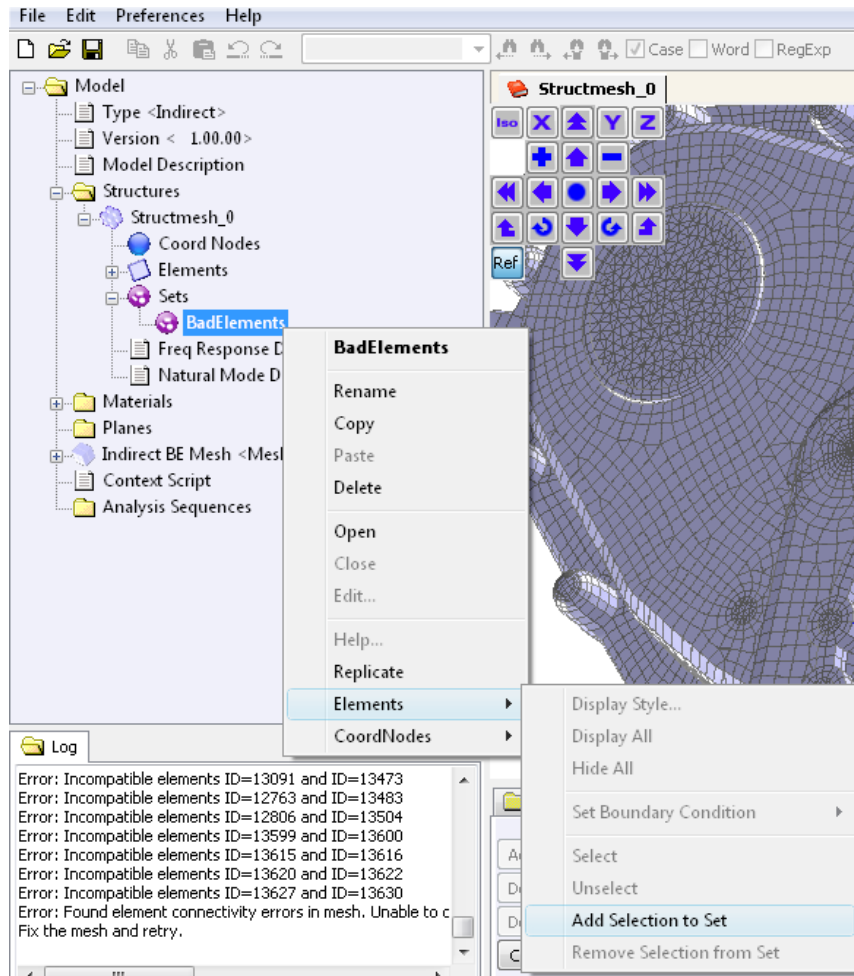 File Edit Preferences Help
Case Word RegExp
Model
Type <Indirect>
Version < 1.00.00>
Model Description
Structures
Structmesh_0
Coord Nodes
Elements
Sets
BadElements
Freq Response D
Natural Mode D
Materials
Planes
Indirect BE Mesh <Mesl
Context Script
Analysis Sequences
Structmesh_0
Iso X Y Z
Ref
BadElements
Rename
Copy
Paste
Delete
Open
Close
Edit...
Help...
Replicate
Elements
CoordNodes
Display Style...
Display All
Hide All
Set Boundary Condition
Select
Unselect
Add Selection to Set
Remove Selection from Set
Log
Error: Incompatible elements ID=13091 and ID=13473
Error: Incompatible elements ID=12763 and ID=13483
Error: Incompatible elements ID=12806 and ID=13504
Error: Incompatible elements ID=13599 and ID=13600
Error: Incompatible elements ID=13615 and ID=13616
Error: Incompatible elements ID=13620 and ID=13622
Error: Incompatible elements ID=13627 and ID=13630
Error: Found element connectivity errors in mesh. Unable to c
Fix the mesh and retry.